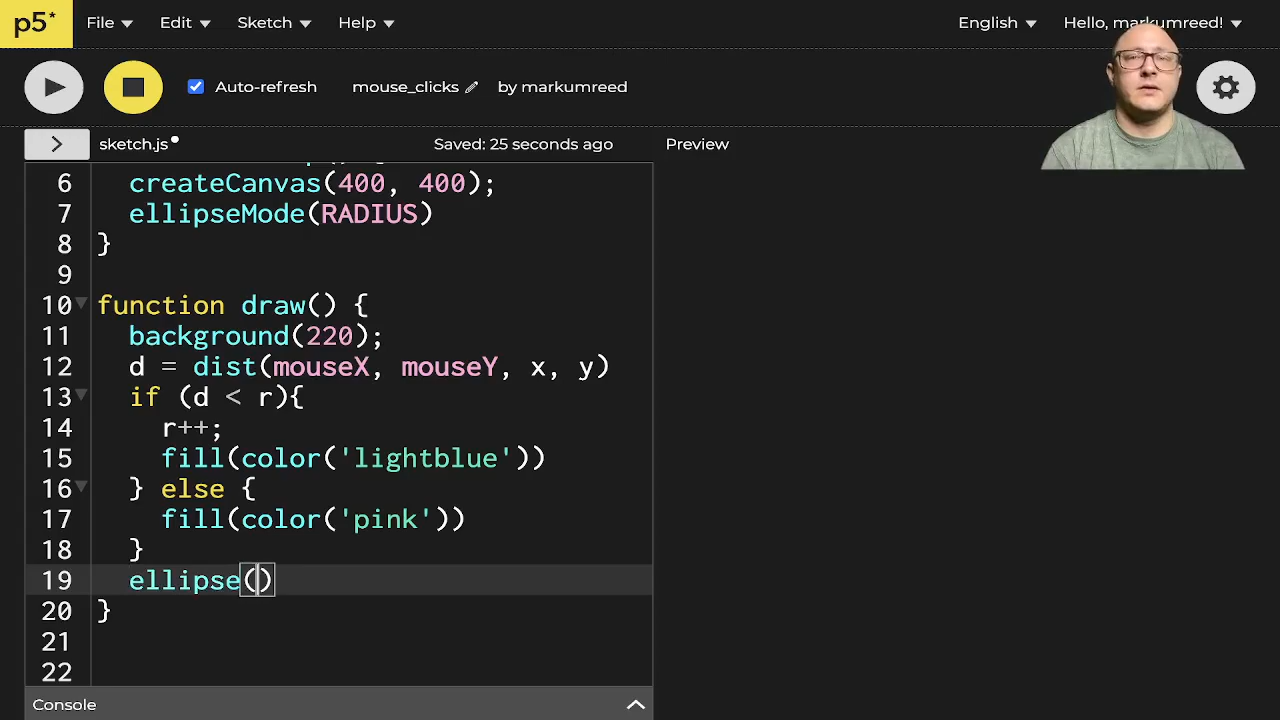 p5*
File Edit Sketch Help English Hello, markumreed!
Auto-refresh mouse_clicks by markumreed
> sketch.js Saved: 25 seconds ago Preview
6 createCanvas(400, 400);
7 ellipseMode(RADIUS)
8 }
9
10 function draw() {
11 background(220);
12 d = dist(mouseX, mouseY, x, y)
13 if (d < r){
14 r++;
15 fill(color('lightblue'))
16 } else {
17 fill(color('pink'))
18 }
19 ellipse()
20 }
21
22
Console